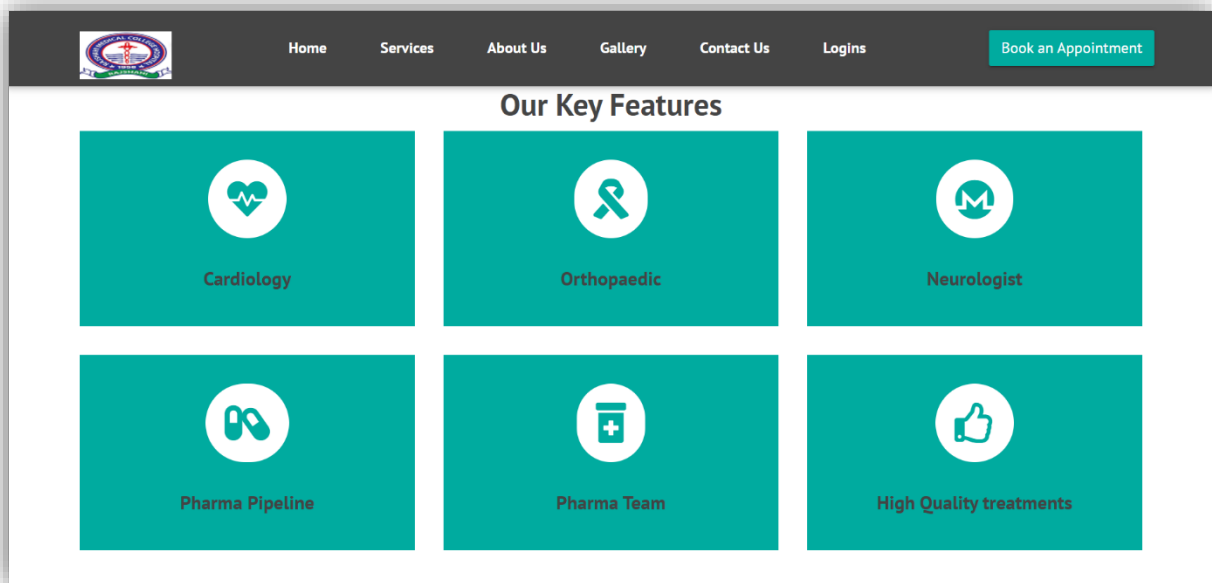 Home Services About Us Gallery Contact Us Logins Book an Appointment
Our Key Features
Cardiology Orthopaedic Neurologist
Pharma Pipeline Pharma Team High Quality treatments